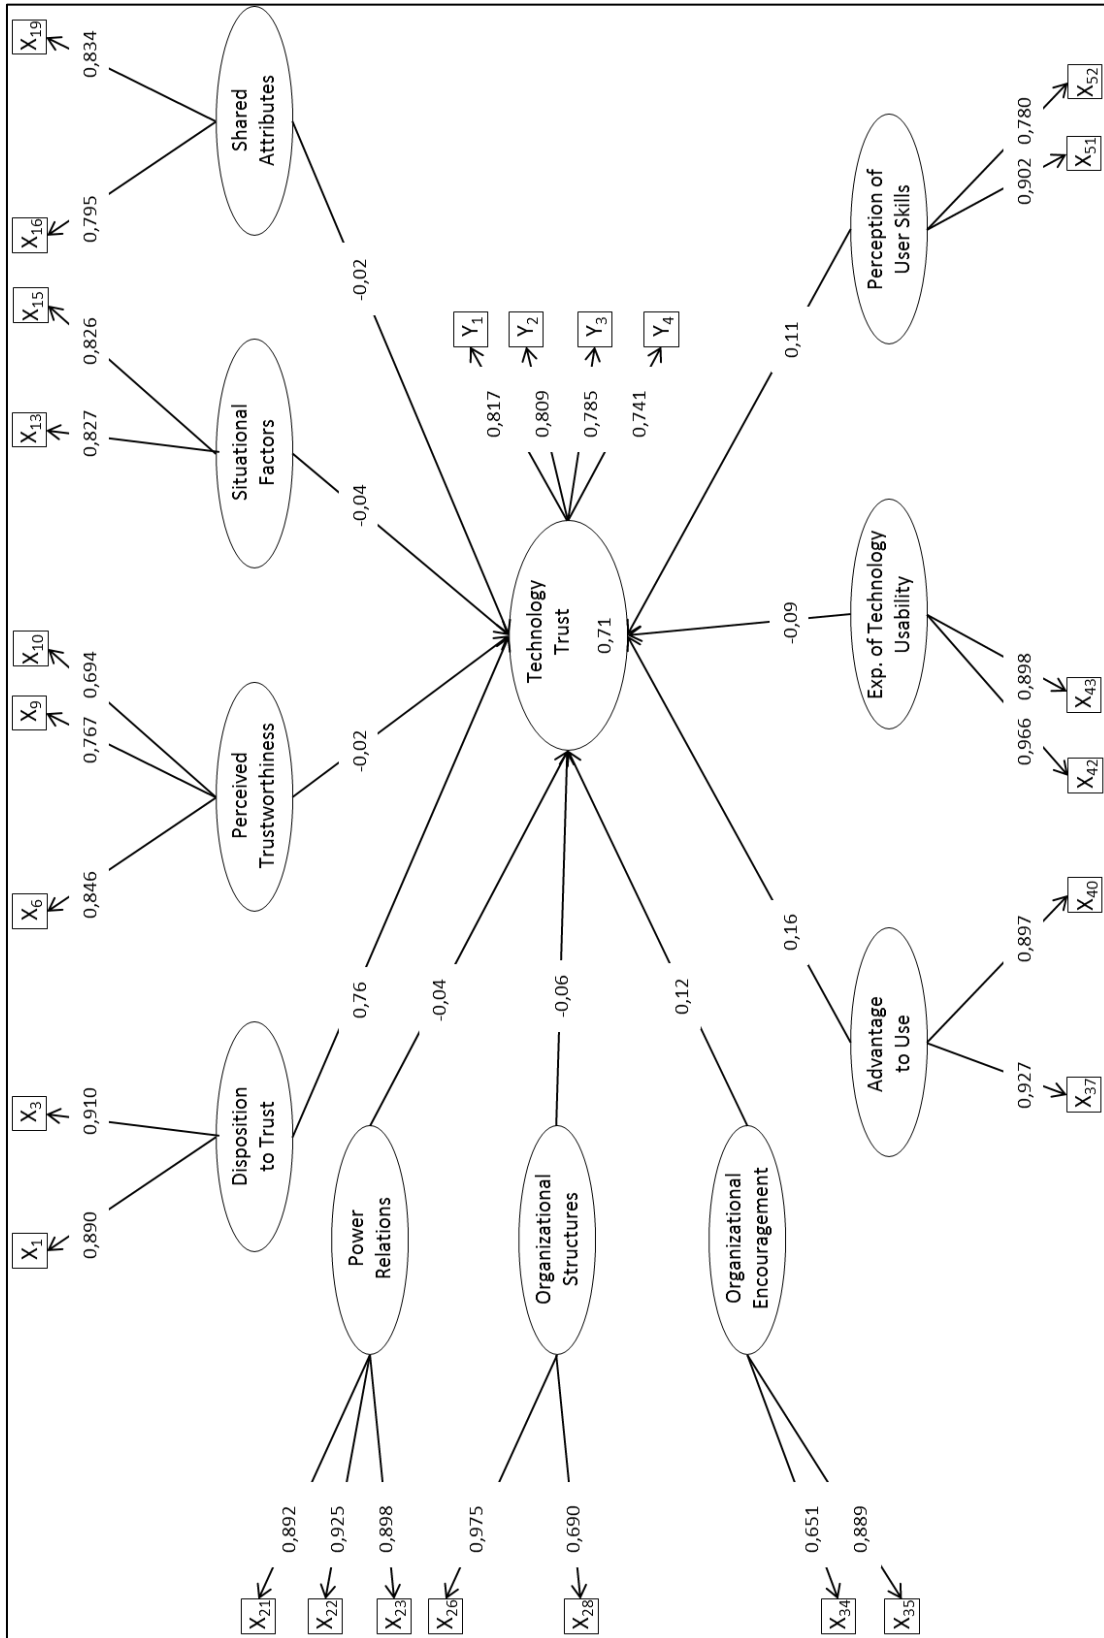 X1
X3
X6
X9
X10
X13
X15
X16
X19
0,890
0,910
0,846
0,767
0,694
0,827
0,826
0,795
0,834
Disposition
to Trust
Perceived
Trustworthiness
Situational
Factors
Shared
Attributes
0,76
-0,02
-0,04
-0,02
X21
0,892
X22
0,925
X23
0,898
Power
Relations
-0,04
X26
0,975
X28
0,690
Organizational
Structures
-0,06
X34
0,651
X35
0,889
Organizational
Encouragement
0,12
Technology
Trust
0,71
0,817
Y1
0,809
Y2
0,785
Y3
0,741
Y4
0,16
-0,09
0,11
Advantage
to Use
Exp. of Technology
Usability
Perception of
User Skills
0,927
0,897
0,966
0,898
0,902
0,780
X37
X40
X42
X43
X51
X52